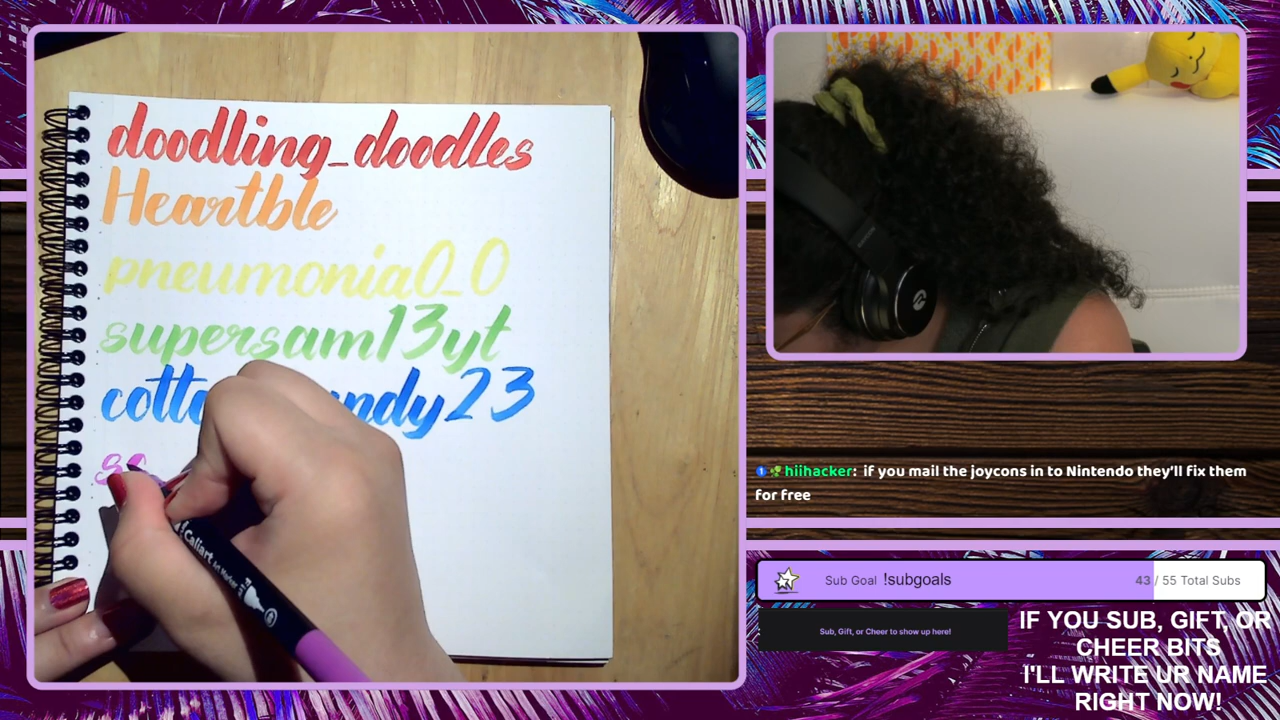 doodling_doodles
Heartble
pneumonia0_0
supersam13yt
Caliart Art Marker
hiihacker: if you mail the joycons in to Nintendo they'll fix them
for free
Sub Goal !subgoals 43 / 55 Total Subs
Sub, Gift, or Cheer to show up here!
IF YOU SUB, GIFT, OR
CHEER BITS
I'LL WRITE UR NAME
RIGHT NOW!